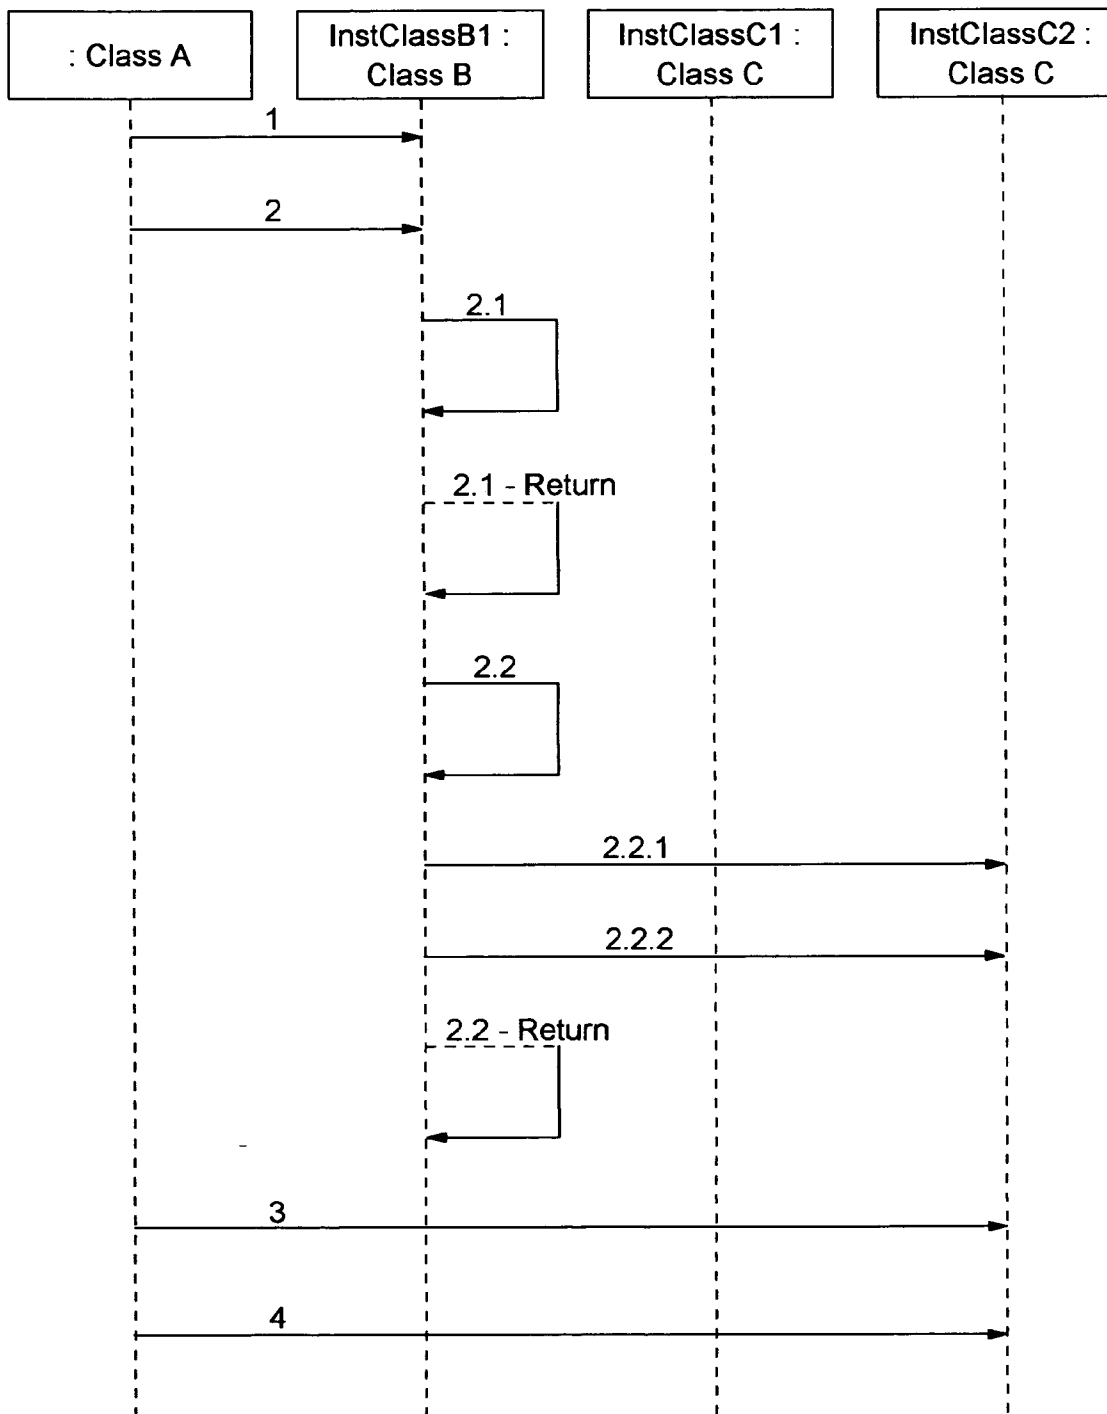 : Class A
InstClassB1 :
Class B
InstClassC1 :
Class C
InstClassC2 :
Class C
1
2
2.1
2.1 - Return
2.2
2.2.1
2.2.2
2.2 - Return
3
4